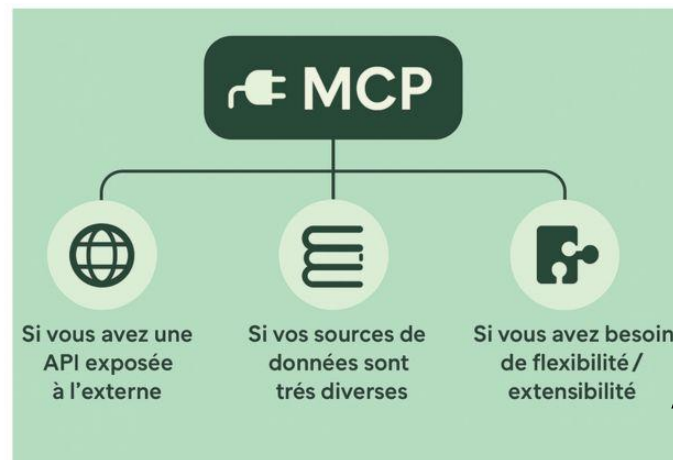 MCP
Si vous avez une
API exposée
à l'externe
Si vos sources de
données sont
trés diverses
Si vous avez besoin
de flexibilité /
extensibilité